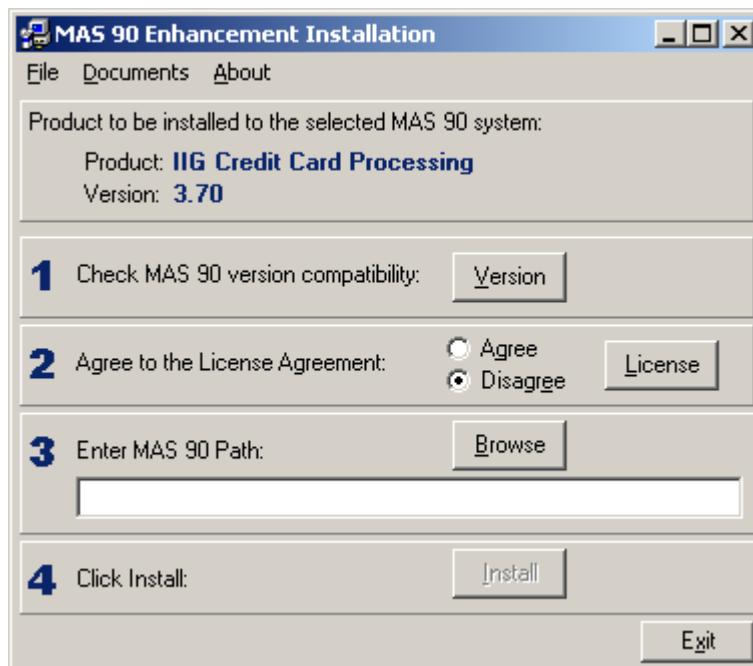 MAS 90 Enhancement Installation
File Documents About
Product to be installed to the selected MAS 90 system:
Product: IIG Credit Card Processing
Version: 3.70
1 Check MAS 90 version compatibility: Version
2 Agree to the License Agreement: Agree
Disagree
License
3 Enter MAS 90 Path: Browse
4 Click Install: Install
Exit